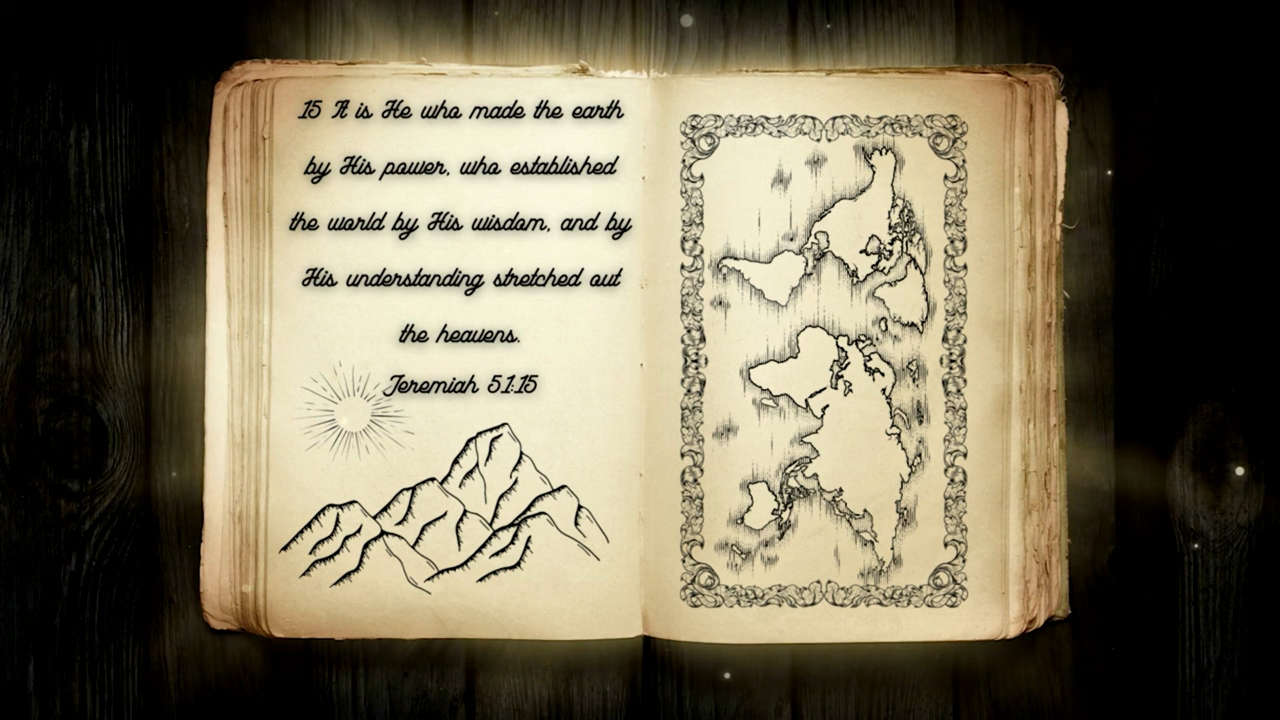 15 It is He who made the earth
by His power, who established
the world by His wisdom, and by
His understanding stretched out
the heavens.
Jeremiah 51:15